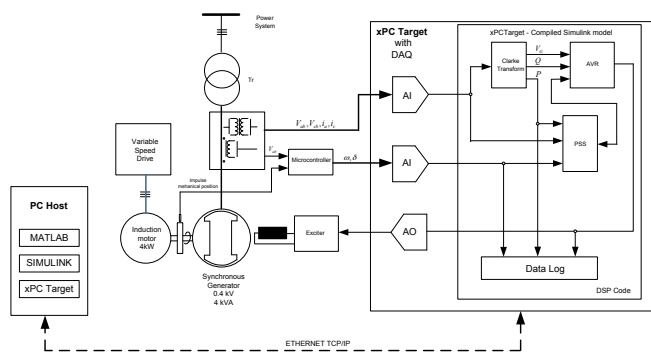 Power
System
xPC Target
with
DAQ
xPCTarget - Compiled Simulink model
Tr
Clarke
Transform
V_G
Q
P
AVR
AI
V_ab, V_cb, i_a, i_c
PSS
Variable
Speed
Drive
V_ab
Microcontroller
ω, δ
AI
Impulse
mehanical position
PC Host
MATLAB
SIMULINK
xPC Target
Induction
motor
4kW
Exciter
AO
Synchronous
Generator
0.4 kV
4 kVA
Data Log
DSP Code
ETHERNET TCP/IP